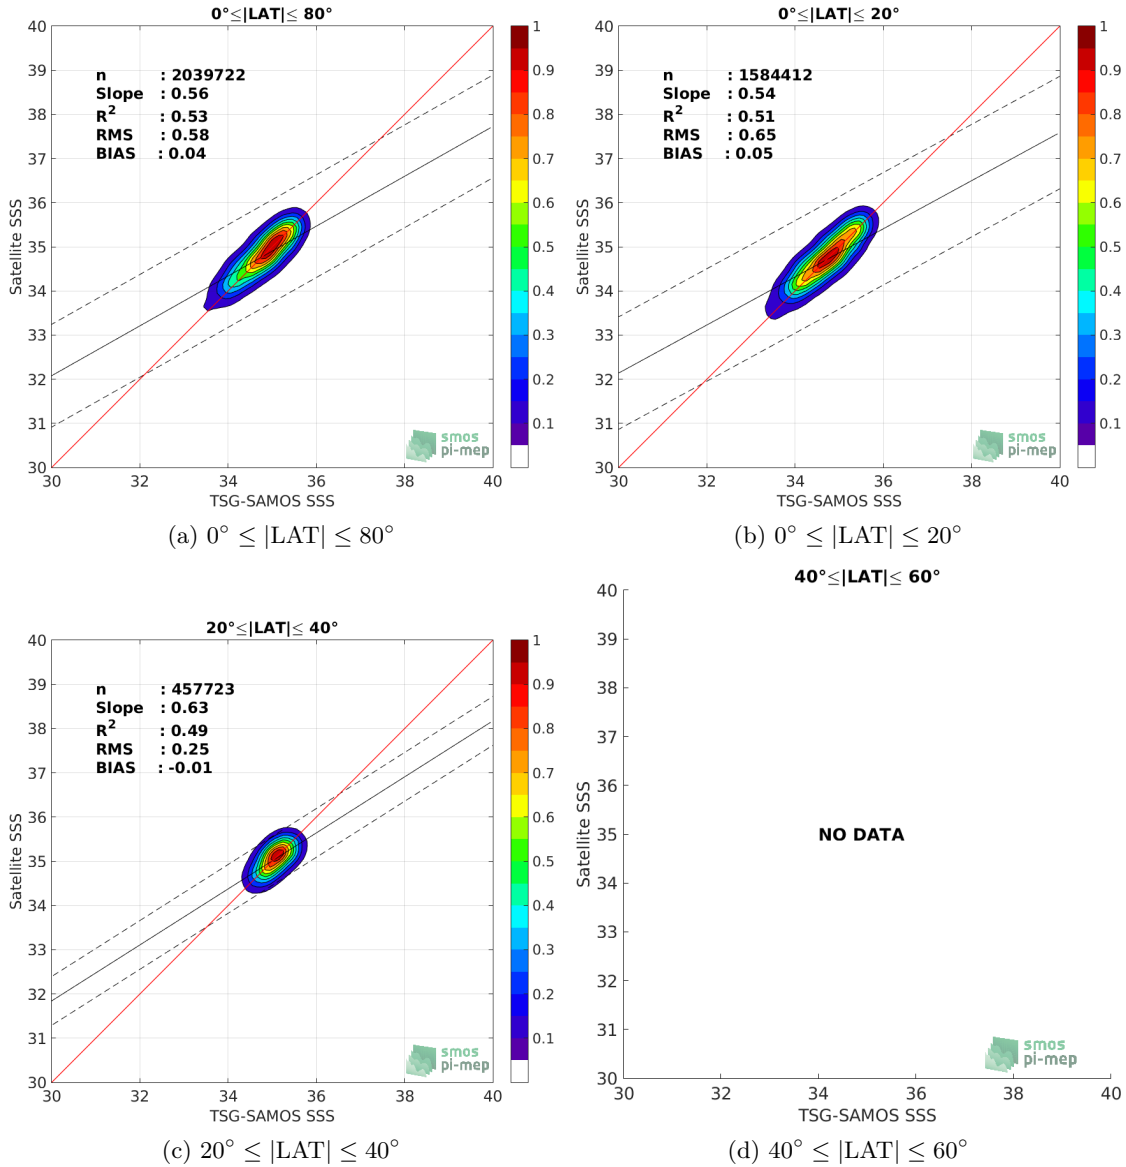 0°≤|LAT|≤ 80°
40
39
38
37
36
35
34
33
32
31
30
Satellite SSS
n : 2039722
Slope : 0.56
R2 : 0.53
RMS : 0.58
BIAS : 0.04
smos
pi-mep
30 32 34 36 38 40
TSG-SAMOS SSS
1
0.9
0.8
0.7
0.6
0.5
0.4
0.3
0.2
0.1
(a) 0° ≤ |LAT| ≤ 80°
0°≤|LAT|≤ 20°
40
39
38
37
36
35
34
33
32
31
30
Satellite SSS
n : 1584412
Slope : 0.54
R2 : 0.51
RMS : 0.65
BIAS : 0.05
smos
pi-mep
30 32 34 36 38 40
TSG-SAMOS SSS
1
0.9
0.8
0.7
0.6
0.5
0.4
0.3
0.2
0.1
(b) 0° ≤ |LAT| ≤ 20°
20°≤|LAT|≤ 40°
40
39
38
37
36
35
34
33
32
31
30
Satellite SSS
n : 457723
Slope : 0.63
R2 : 0.49
RMS : 0.25
BIAS : -0.01
smos
pi-mep
30 32 34 36 38 40
TSG-SAMOS SSS
1
0.9
0.8
0.7
0.6
0.5
0.4
0.3
0.2
0.1
(c) 20° ≤ |LAT| ≤ 40°
40°≤|LAT|≤ 60°
40
39
38
37
36
35
34
33
32
31
30
Satellite SSS
NO DATA
smos
pi-mep
30 32 34 36 38 40
TSG-SAMOS SSS
(d) 40° ≤ |LAT| ≤ 60°